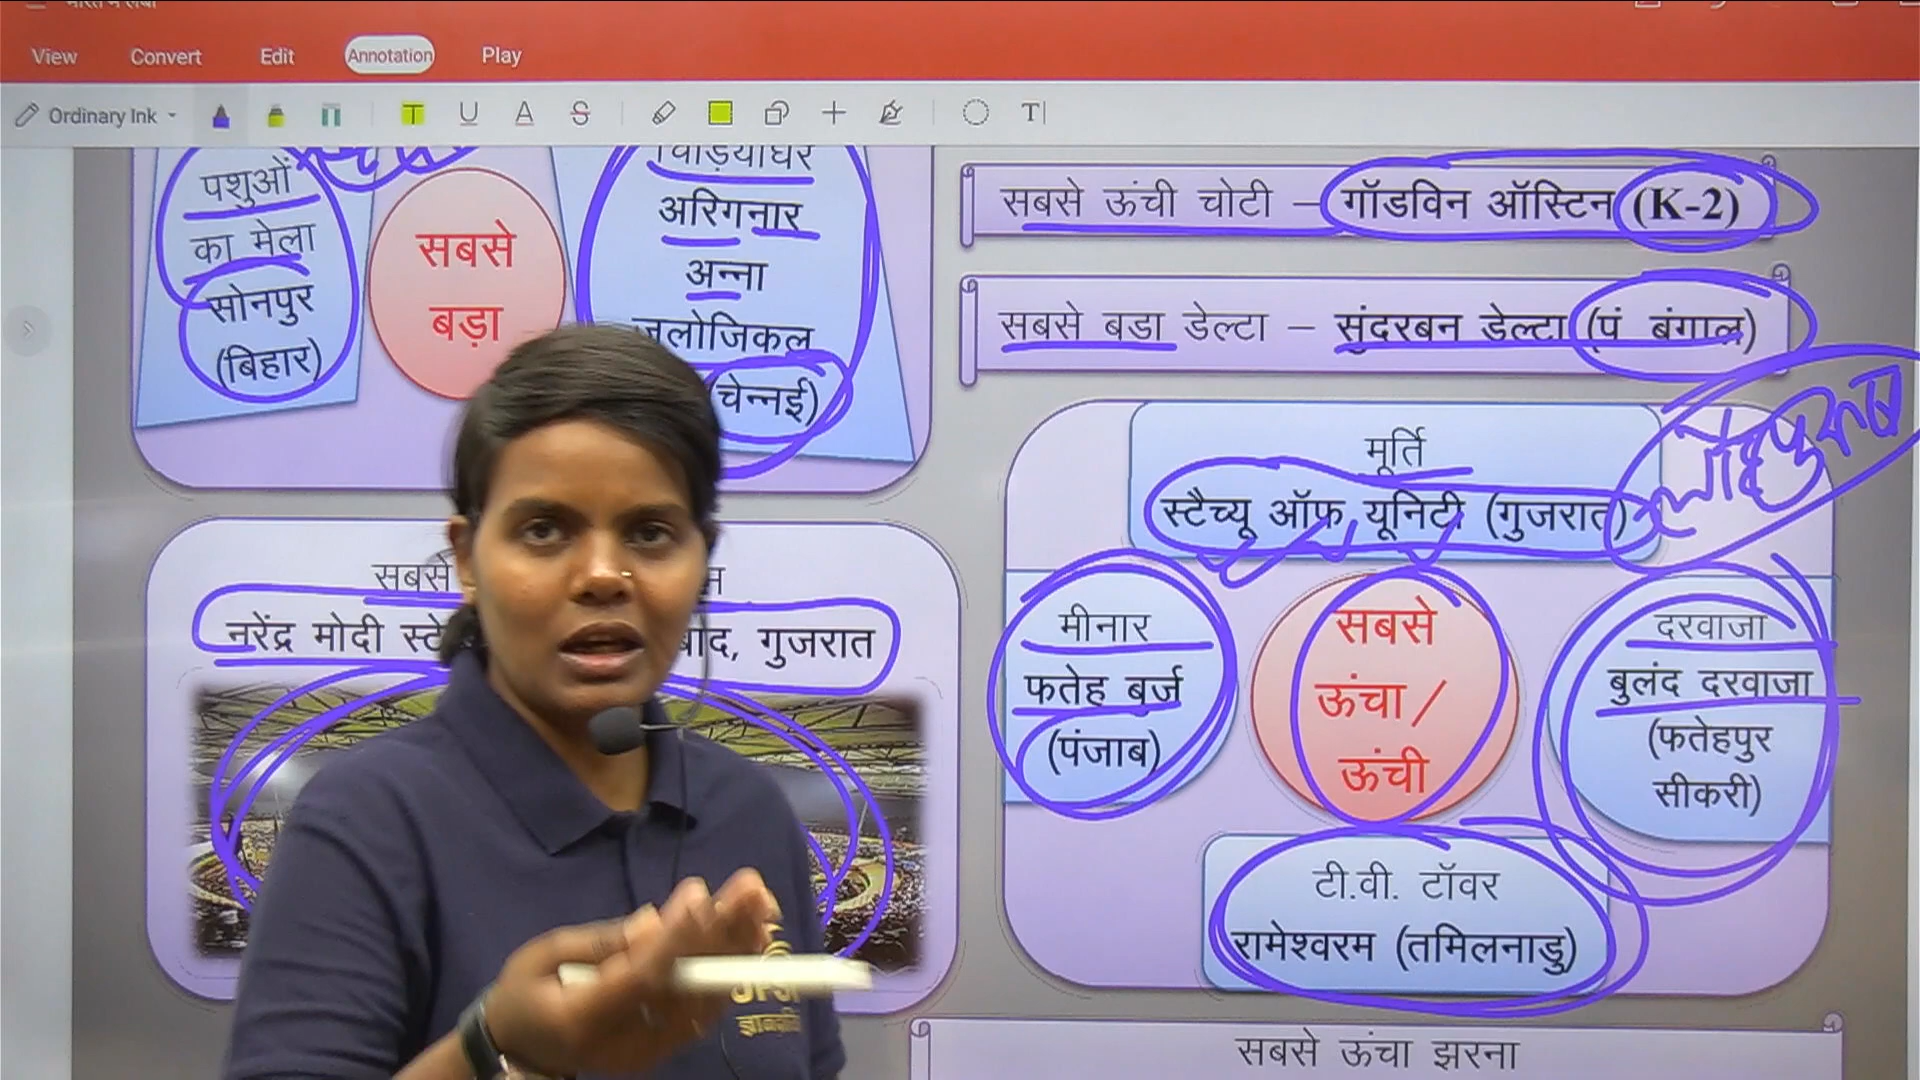 View Convert Edit Annotation Play
Ordinary Ink
पशुओं
का मेला
सोनपुर
(बिहार)
सबसे
बड़ा
चिड़ियाघर
अरिगनार
अन्ना
जूलोजिकल
(चेन्नई)
सबसे ऊंची चोटी – गॉडविन ऑस्टिन (K-2)
सबसे बडा डेल्टा – सुंदरबन डेल्टा (पं बंगाल)
मूर्ति
स्टैच्यू ऑफ यूनिटी (गुजरात)
लौह पुरुष
सबसे
नरेंद्र मोदी स्टे बाद, गुजरात
मीनार
फतेह बुर्ज
(पंजाब)
सबसे
ऊंचा /
ऊंची
दरवाजा
बुलंद दरवाजा
(फतेहपुर
सीकरी)
टी.वी. टॉवर
रामेश्वरम (तमिलनाडु)
सबसे ऊंचा झरना